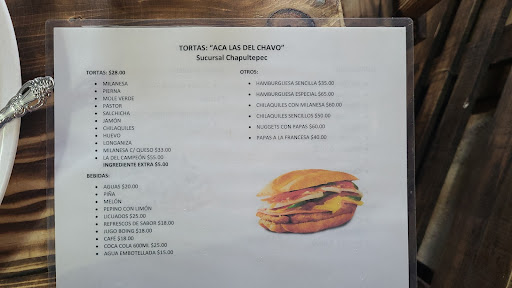 TORTAS: "ACA LAS DEL CHAVO"
Sucursal Chapultepec
TORTAS: $28.00
• MILANESA
• PIERNA
• MOLE VERDE
• PASTOR
• SALCHICHA
• JAMÓN
• CHILAQUILES
• HUEVO
• LONGANIZA
• MILANESA C/ QUESO $33.00
• LA DEL CAMPEÓN $55.00
INGREDIENTE EXTRA $5.00
BEBIDAS:
• AGUAS $20.00
• PIÑA
• MELÓN
• PEPINO CON LIMÓN
• LICUADOS $25.00
• REFRESCOS DE SABOR $18.00
• JUGO BOING $18.00
• CAFÉ $18.00
• COCA COLA 600ML $25.00
• AGUA EMBOTELLADA $15.00
OTROS:
• HAMBURGUESA SENCILLA $35.00
• HAMBURGUESA ESPECIAL $65.00
• CHILAQUILES CON MILANESA $60.00
• CHILAQUILES SENCILLOS $50.00
• NUGGETS CON PAPAS $60.00
• PAPAS A LA FRANCESA $40.00